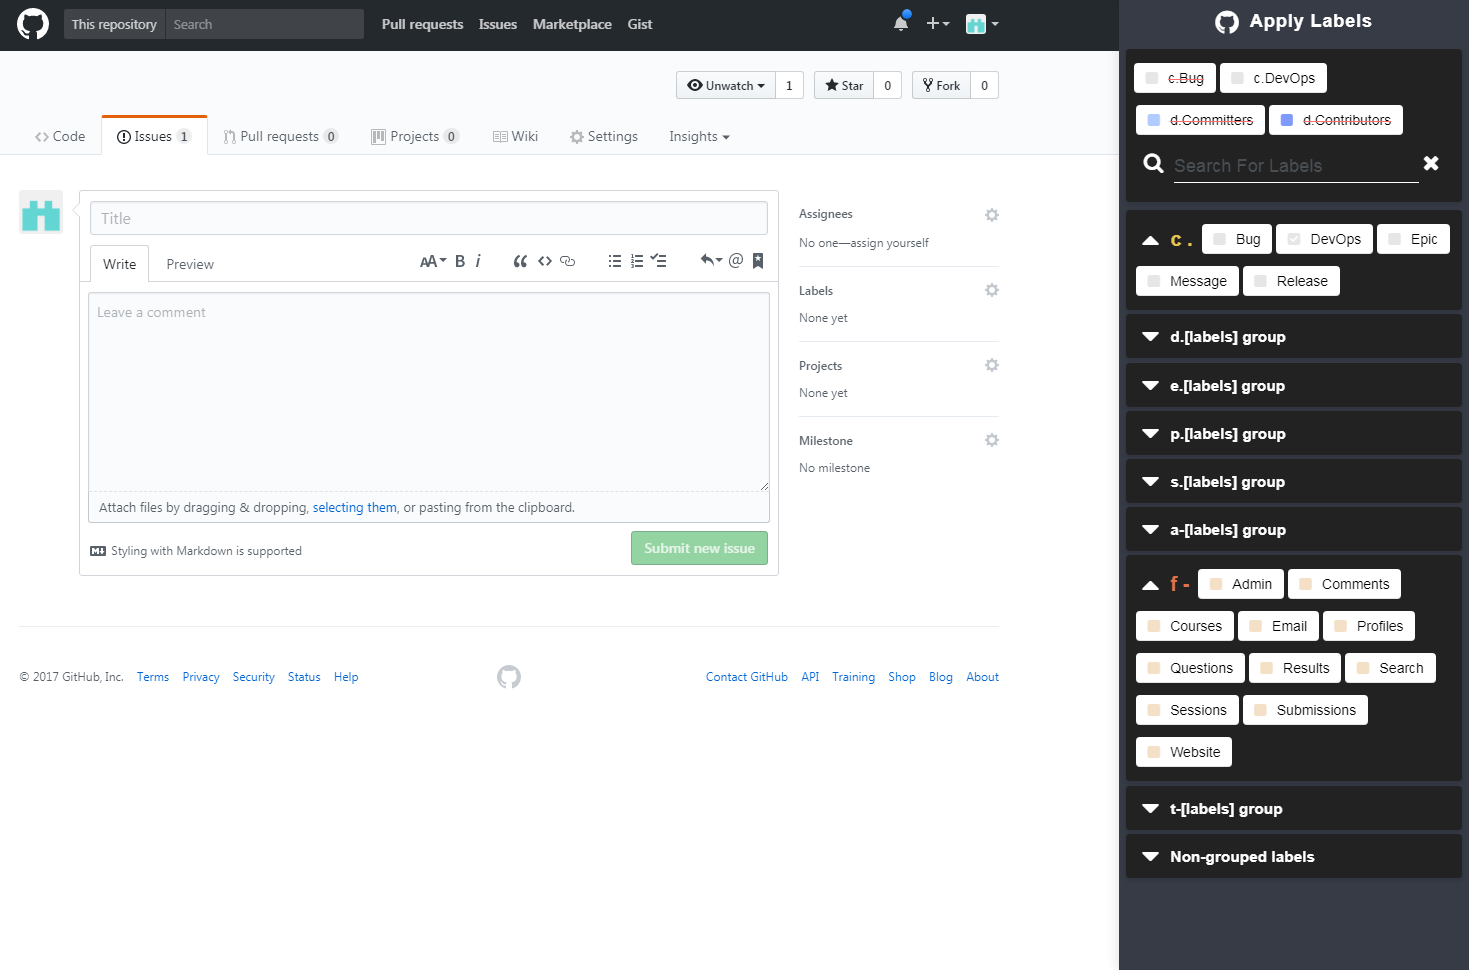 This repository Search Pull requests Issues Marketplace Gist
Unwatch 1 Star 0 Fork 0
Code Issues 1 Pull requests 0 Projects 0 Wiki Settings Insights
Title
Write Preview AA B i “ <> @
Leave a comment
Attach files by dragging & dropping, selecting them, or pasting from the clipboard.
Styling with Markdown is supported Submit new issue
Assignees
No one—assign yourself
Labels
None yet
Projects
None yet
Milestone
No milestone
© 2017 GitHub, Inc. Terms Privacy Security Status Help
Contact GitHub API Training Shop Blog About
Apply Labels
c.Bug c.DevOps
d.Committers d.Contributors
Search For Labels
c . Bug DevOps Epic
Message Release
d.[labels] group
e.[labels] group
p.[labels] group
s.[labels] group
a-[labels] group
f - Admin Comments
Courses Email Profiles
Questions Results Search
Sessions Submissions
Website
t-[labels] group
Non-grouped labels